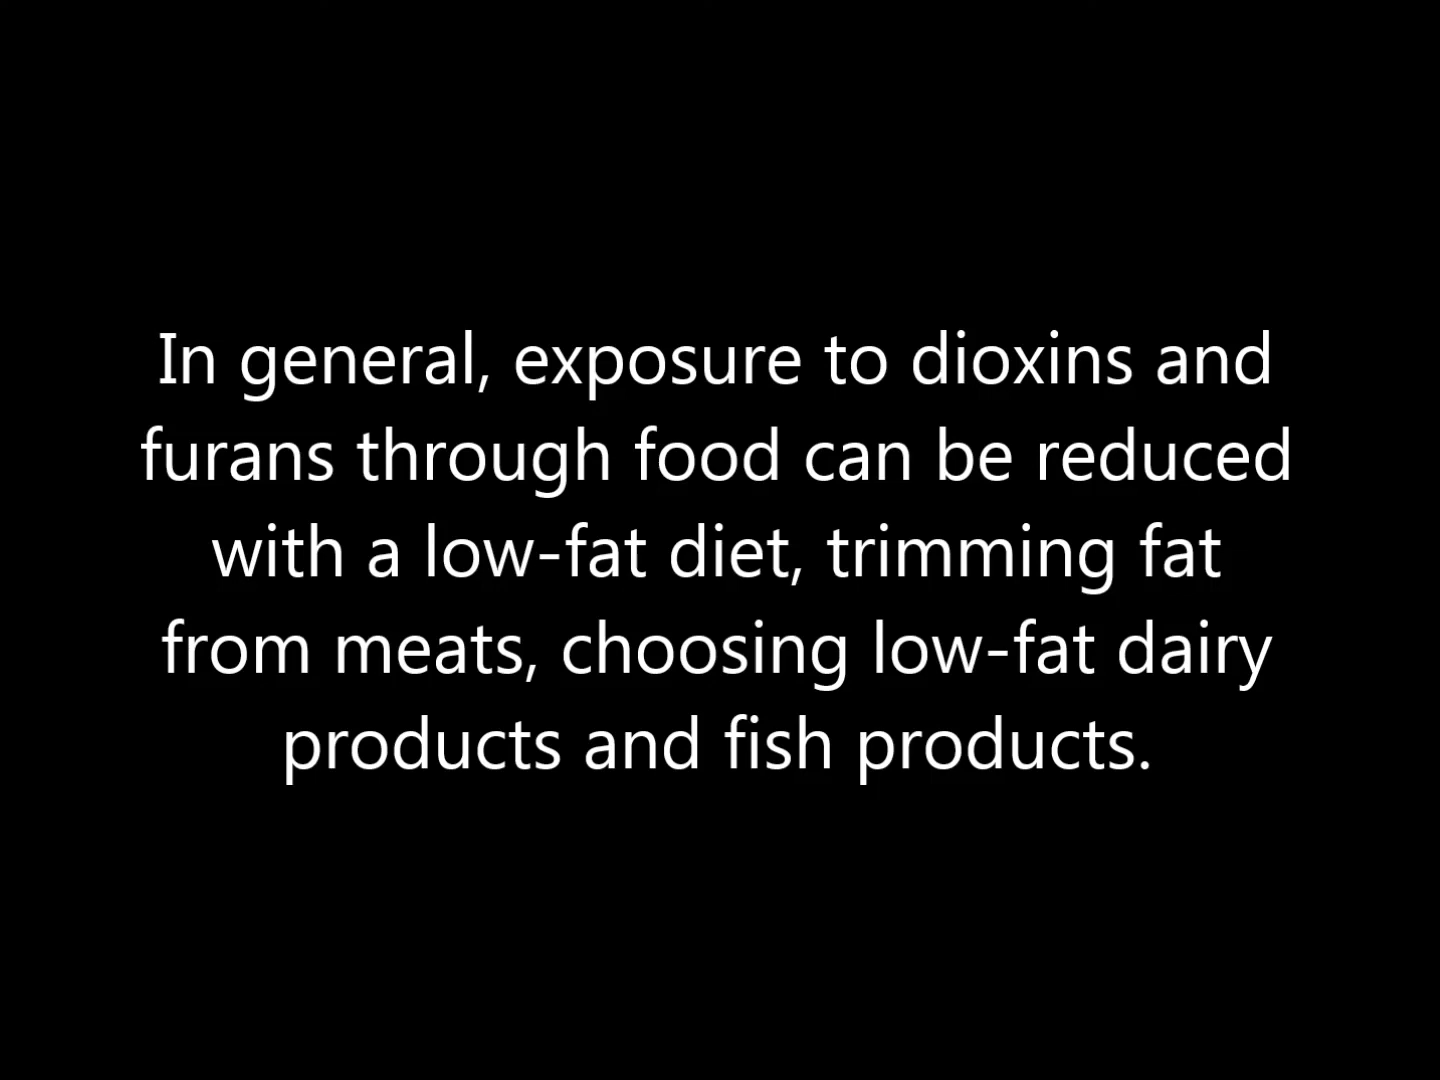 In general, exposure to dioxins and
furans through food can be reduced
with a low-fat diet, trimming fat
from meats, choosing low-fat dairy
products and fish products.